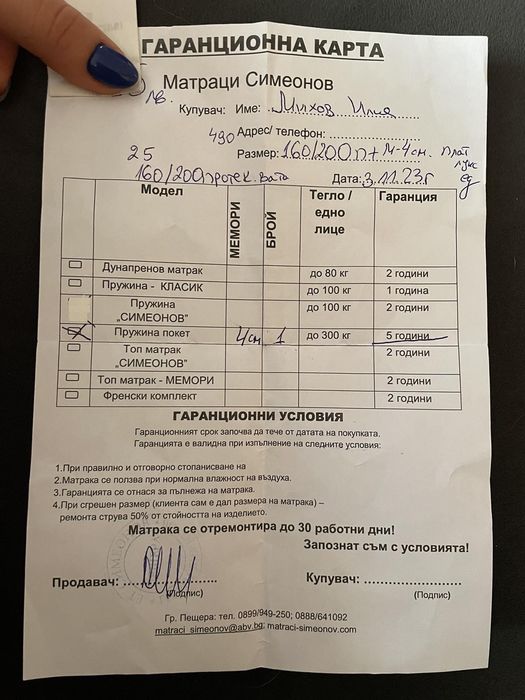 ГАРАНЦИОННА КАРТА
Матраци Симеонов
лв. Купувач: Име: Михов Илия
490 Адрес/ телефон:
25 Размер: 160/200 п+ м-4 см. плат
160/200 протек. вата Дата: 3.11.23г
Модел МЕМОРИ БРОЙ Тегло / едно лице Гаранция
Дунапренов матрак до 80 кг 2 години
Пружина - КЛАСИК до 100 кг 1 година
Пружина „СИМЕОНОВ" до 100 кг 2 години
Пружина покет 4см 1 до 300 кг 5 години
Топ матрак „СИМЕОНОВ" 2 години
Топ матрак - МЕМОРИ 2 години
Френски комплект 2 години
ГАРАНЦИОННИ УСЛОВИЯ
Гаранционният срок започва да тече от датата на покупката.
Гаранцията е валидна при изпълнение на следните условия:
1.При правилно и отговорно стопанисване на
2.Матрака се ползва при нормална влажност на въздуха.
3.Гаранцията се отнася за пълнежа на матрака.
4.При сгрешен размер (клиента сам е дал размера на матрака) –
ремонта струва 50% от стойността на изделието.
Матрака се отремонтира до 30 работни дни!
Запознат съм с условията!
Продавач: Купувач:
(Подпис) (Подпис)
Гр. Пещера: тел. 0899/949-250; 0888/641092
matraci_simeonov@abv.bg; matraci-simeonov.com